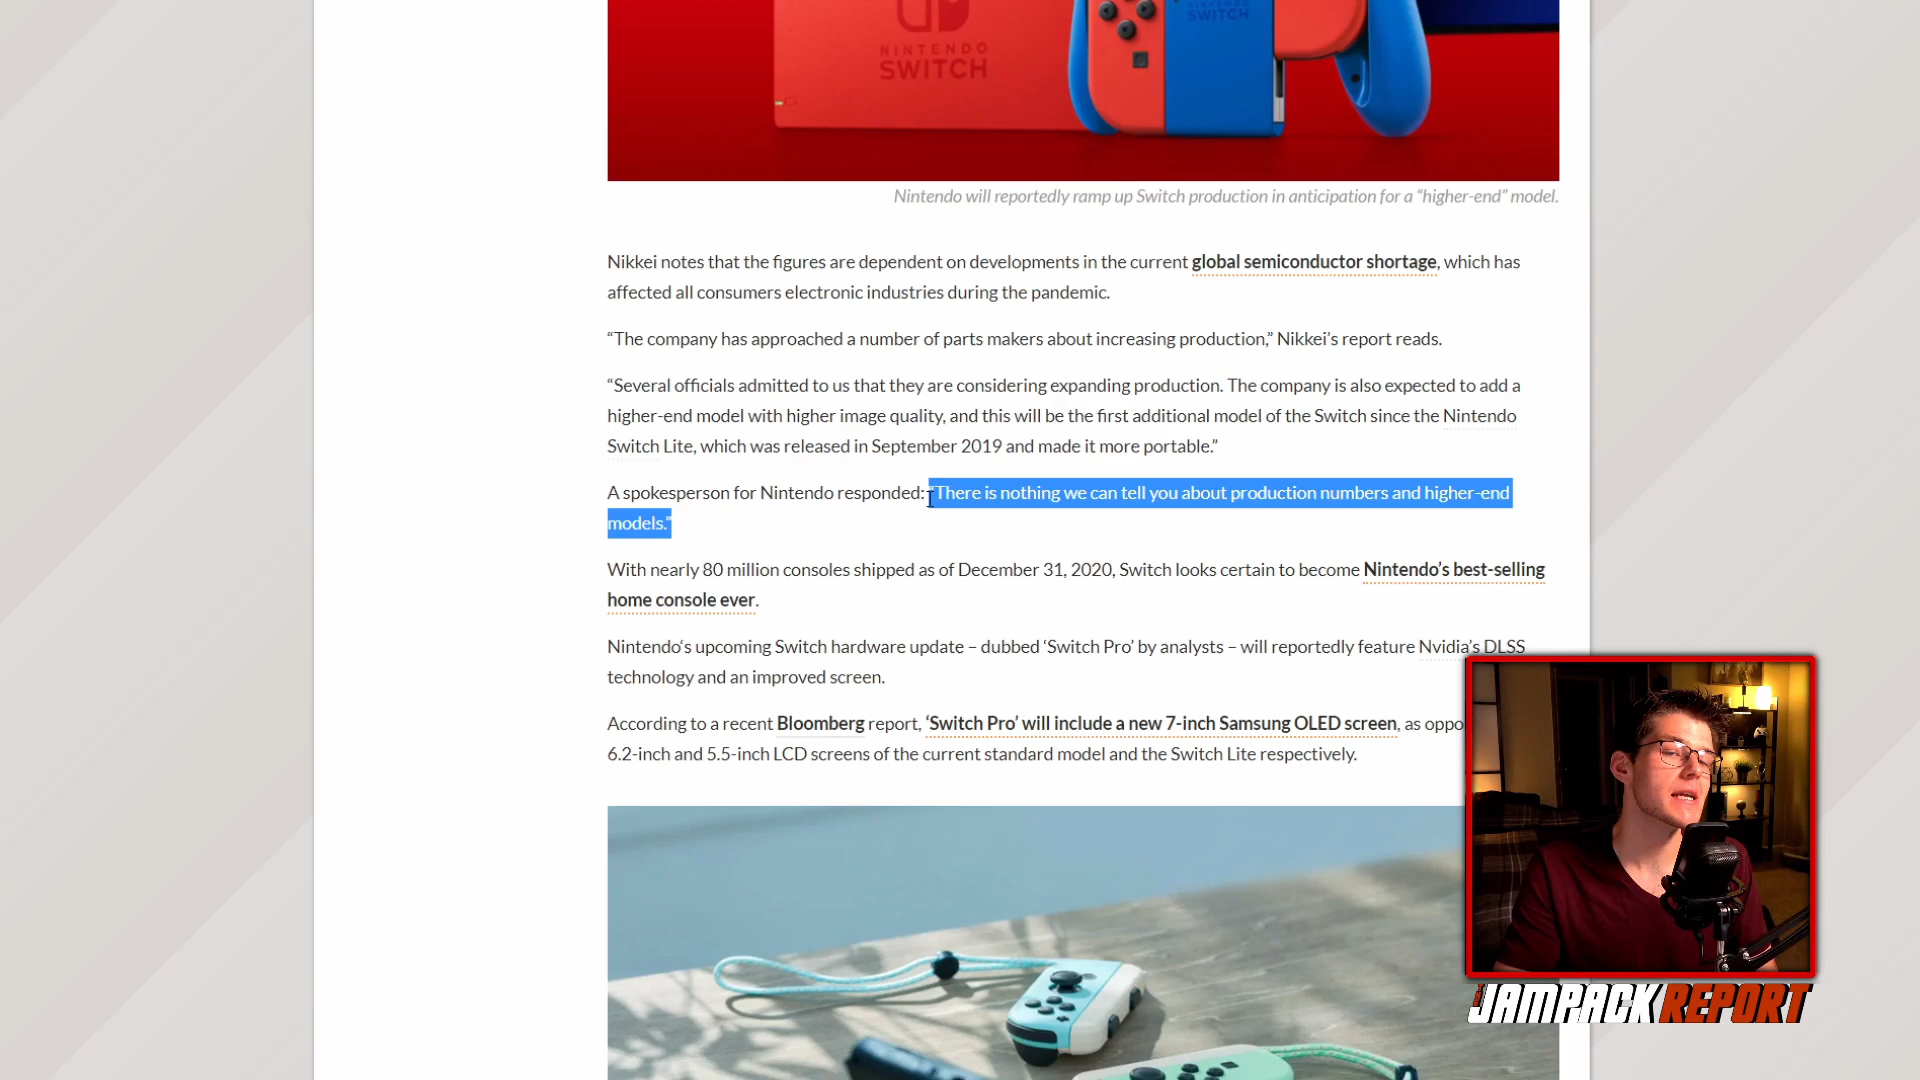 NINTENDO
SWITCH
SWITCH
Nintendo will reportedly ramp up Switch production in anticipation for a “higher-end” model.
Nikkei notes that the figures are dependent on developments in the current global semiconductor shortage, which has
affected all consumers electronic industries during the pandemic.
“The company has approached a number of parts makers about increasing production,” Nikkei’s report reads.
“Several officials admitted to us that they are considering expanding production. The company is also expected to add a
higher-end model with higher image quality, and this will be the first additional model of the Switch since the Nintendo
Switch Lite, which was released in September 2019 and made it more portable.”
A spokesperson for Nintendo responded: “There is nothing we can tell you about production numbers and higher-end
models.”
With nearly 80 million consoles shipped as of December 31, 2020, Switch looks certain to become Nintendo’s best-selling
home console ever.
Nintendo‘s upcoming Switch hardware update – dubbed ‘Switch Pro’ by analysts – will reportedly feature Nvidia’s DLSS
technology and an improved screen.
According to a recent Bloomberg report, ‘Switch Pro’ will include a new 7-inch Samsung OLED screen, as oppo
6.2-inch and 5.5-inch LCD screens of the current standard model and the Switch Lite respectively.
JAMPACK REPORT